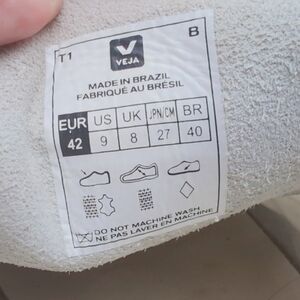 T1 B
VEJA
MADE IN BRAZIL
FABRIQUÉ AU BRÉSIL
EUR US UK JPN/CM BR
42 9 8 27 40
DO NOT MACHINE WASH
NE PAS LAVER EN MACHINE